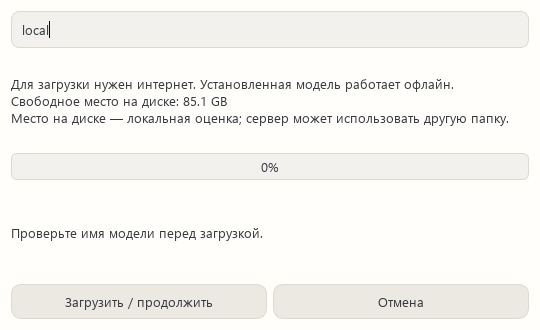 local
Для загрузки нужен интернет. Установленная модель работает офлайн.
Свободное место на диске: 85.1 GB
Место на диске — локальная оценка; сервер может использовать другую папку.
0%
Проверьте имя модели перед загрузкой.
Загрузить / продолжить
Отмена